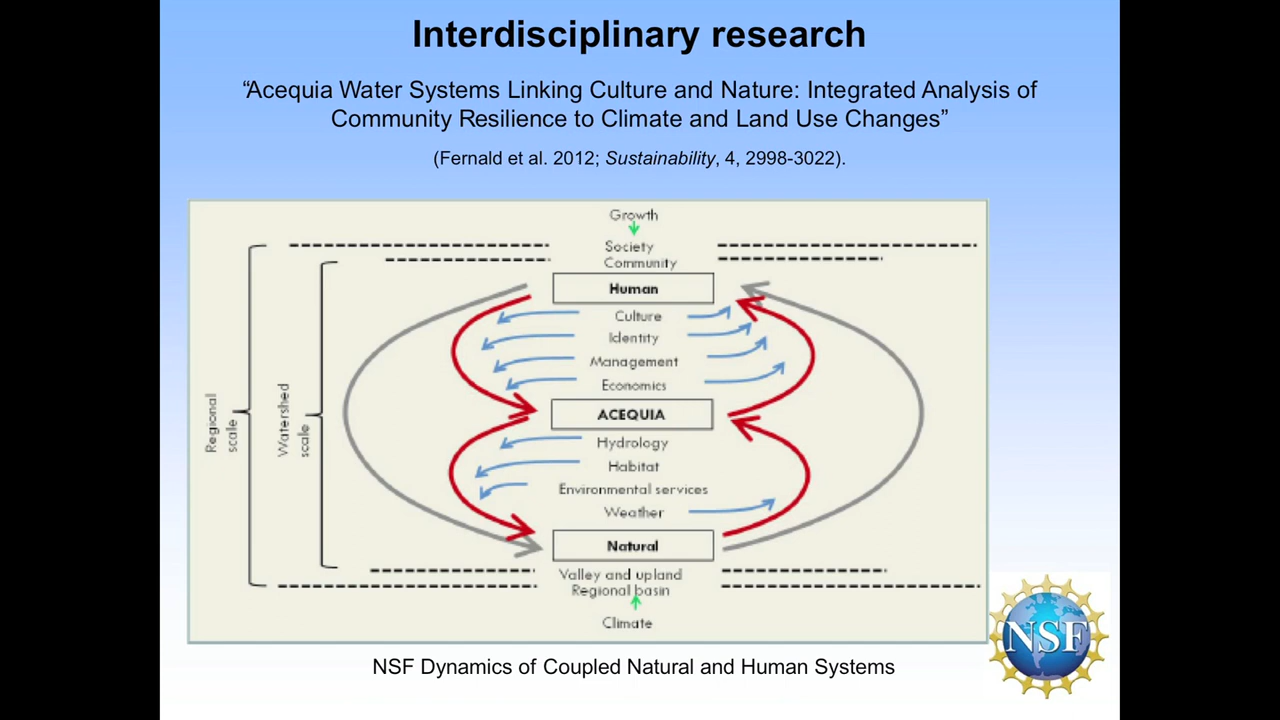 Interdisciplinary research
“Acequia Water Systems Linking Culture and Nature: Integrated Analysis of
Community Resilience to Climate and Land Use Changes”
(Fernald et al. 2012; Sustainability, 4, 2998-3022).
Growth
Society
Community
Human
Culture
Identity
Management
Economics
ACEQUIA
Hydrology
Habitat
Environmental services
Weather
Natural
Valley and upland
Regional basin
Climate
Regional
scale
Watershed
scale
NSF
NSF Dynamics of Coupled Natural and Human Systems